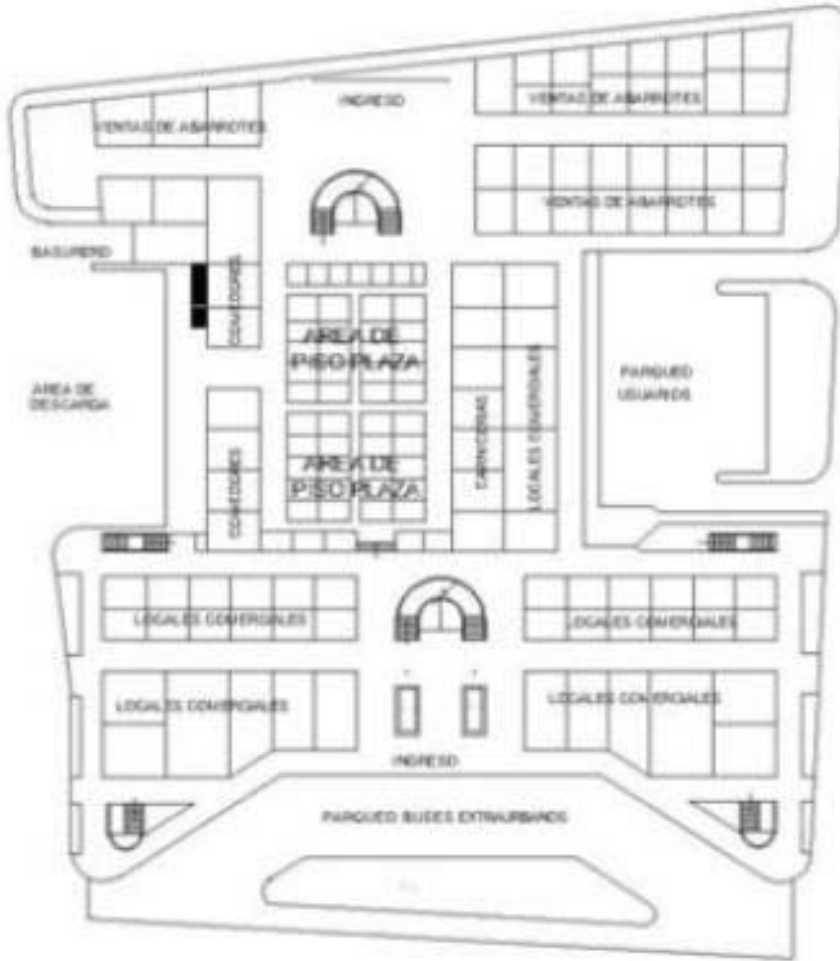 INGRESO
VENTAS DE ABARROTES
VENTAS DE ABARROTES
VENTAS DE ABARROTES
BASURERO
COMEDORES
AREA DE
PISO PLAZA
AREA DE
DESCARGA
PARQUEO
USUARIOS
CARNICERIAS
LOCALES COMERCIALES
COMEDORES
AREA DE
PISO PLAZA
LOCALES COMERCIALES
LOCALES COMERCIALES
LOCALES COMERCIALES
LOCALES COMERCIALES
INGRESO
PARQUEO BUSES EXTRAURBANOS